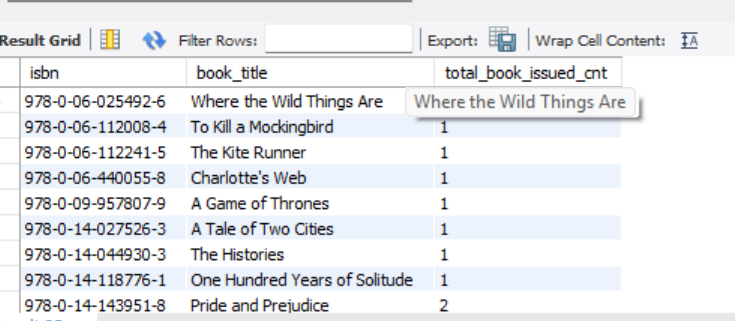 Result Grid Filter Rows: Export: Wrap Cell Content:
isbn book_title total_book_issued_cnt
978-0-06-025492-6 Where the Wild Things Are Where the Wild Things Are
978-0-06-112008-4 To Kill a Mockingbird 1
978-0-06-112241-5 The Kite Runner 1
978-0-06-440055-8 Charlotte's Web 1
978-0-09-957807-9 A Game of Thrones 1
978-0-14-027526-3 A Tale of Two Cities 1
978-0-14-044930-3 The Histories 1
978-0-14-118776-1 One Hundred Years of Solitude 1
978-0-14-143951-8 Pride and Prejudice 2